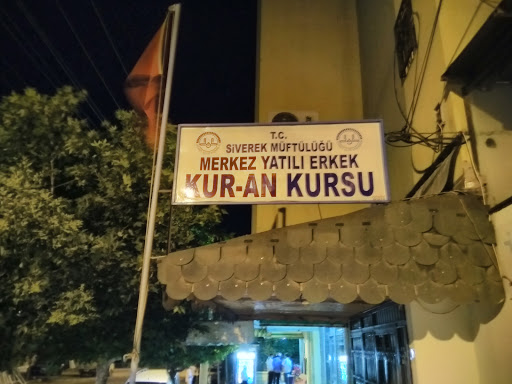 T.C.
SİVEREK MÜFTÜLÜĞÜ
MERKEZ YATILI ERKEK
KUR-AN KURSU